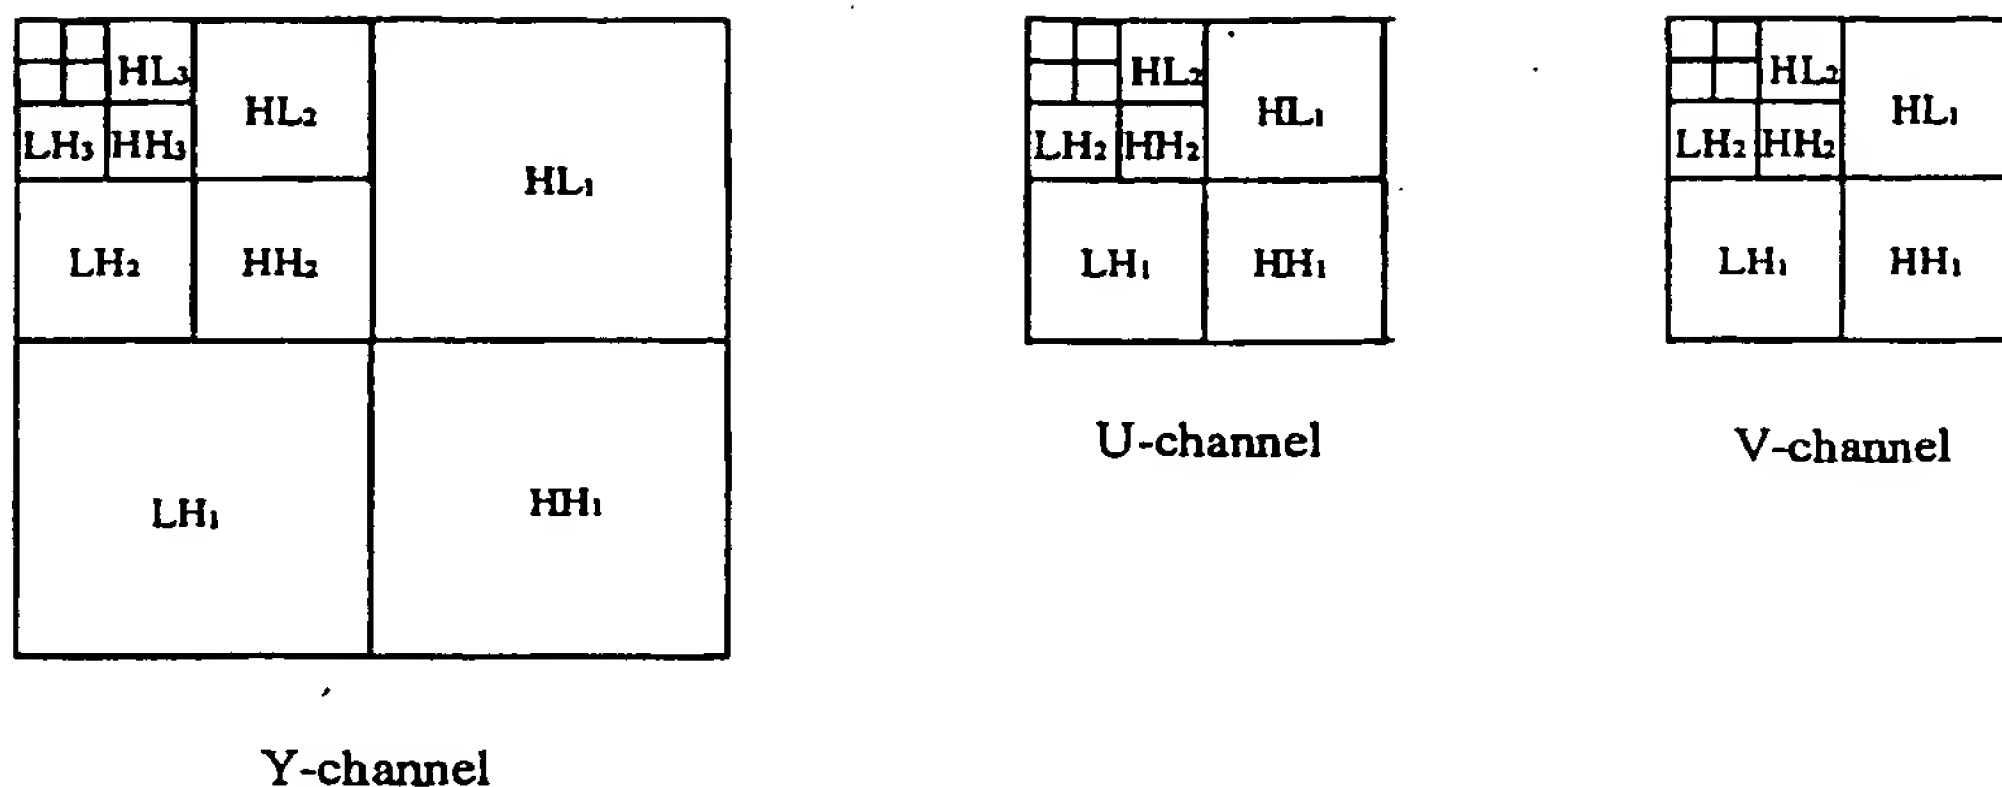 HL₃
LH₃ HH₃
HL₂
LH₂ HH₂
HL₁
LH₁ HH₁
Y-channel
HL₂
LH₂ HH₂
HL₁
LH₁ HH₁
U-channel
HL₂
LH₂ HH₂
HL₁
LH₁ HH₁
V-channel